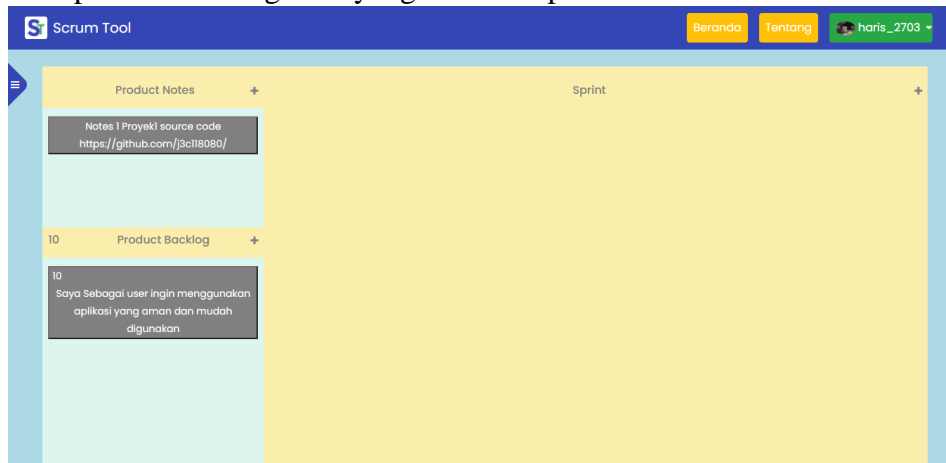 ST Scrum Tool
Beranda
Tentang
haris_2703
Product Notes +
Sprint +
Notes 1 Proyek1 source code
https://github.com/j3c118080/
10 Product Backlog +
10
Saya Sebagai user ingin menggunakan
aplikasi yang aman dan mudah
digunakan